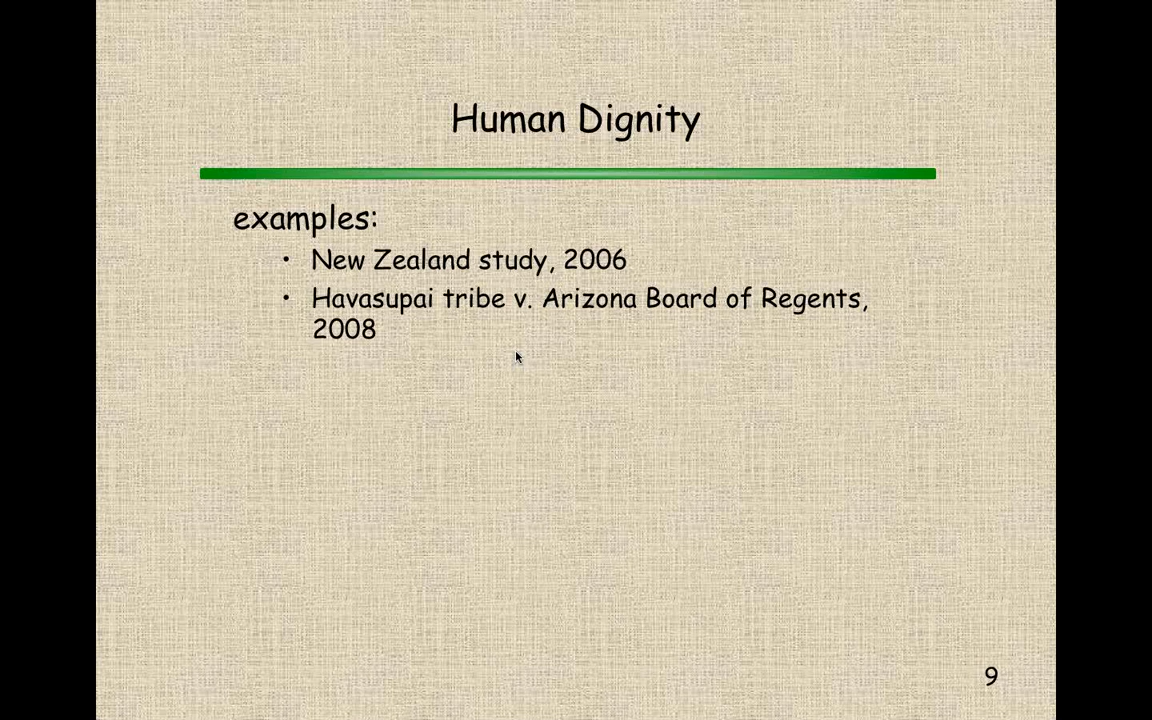 Human Dignity
examples:
• New Zealand study, 2006
• Havasupai tribe v. Arizona Board of Regents,
2008
9